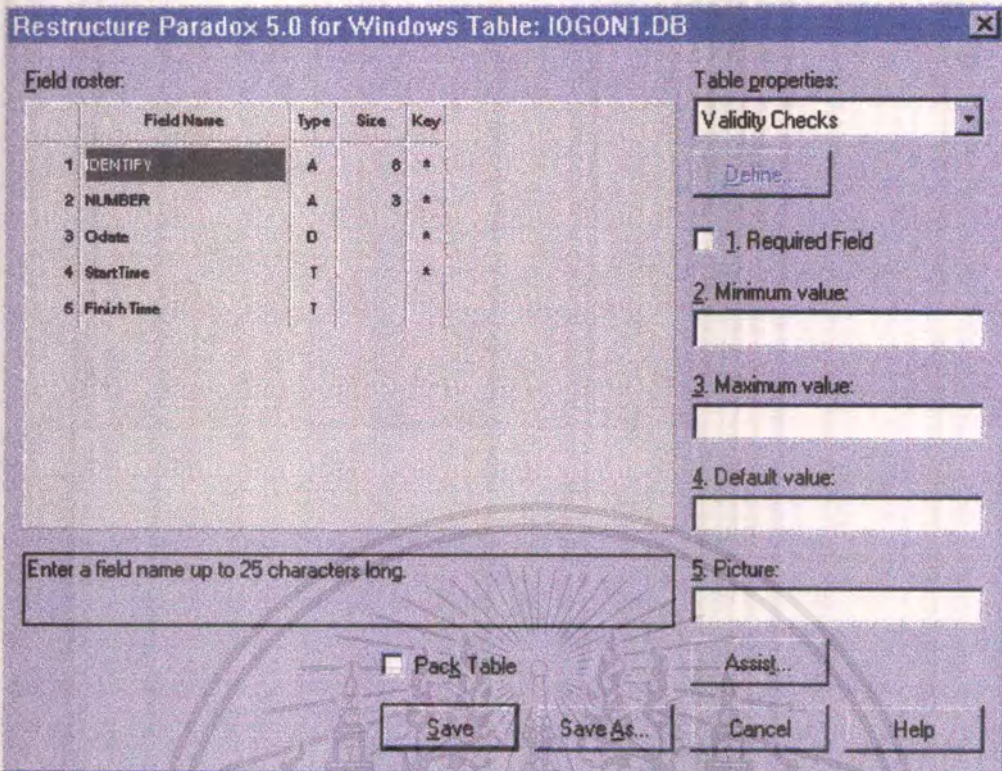 Restructure Paradox 5.0 for Windows Table: IOGON1.DB
Field roster:
Field Name Type Size Key
1 IDENTIFY A 6 *
2 NUMBER A 3 *
3 Odate D *
4 StartTime T *
5 FinishTime T
Enter a field name up to 25 characters long.
Pack Table
Table properties:
Validity Checks
Define...
1. Required Field
2. Minimum value:
3. Maximum value:
4. Default value:
5. Picture:
Assist...
Save Save As... Cancel Help